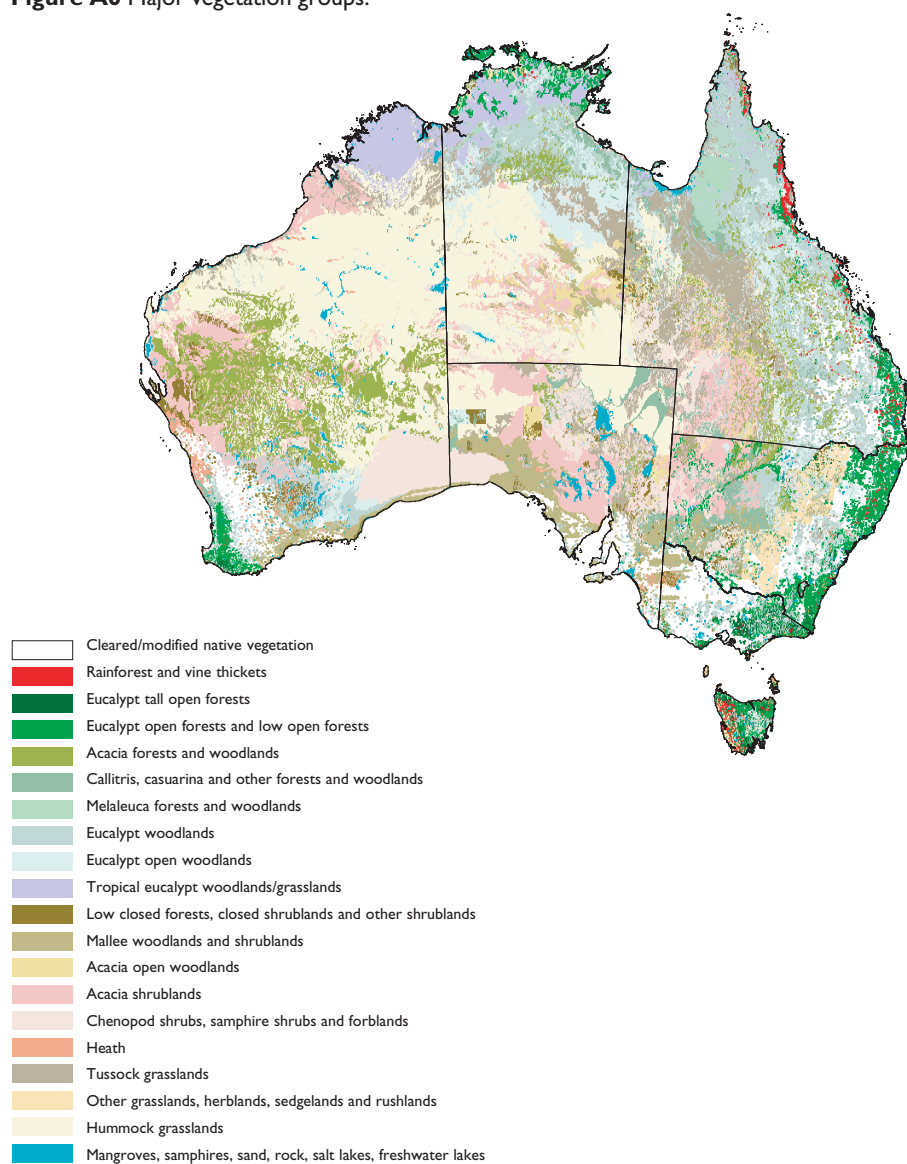 Figure A6 Major vegetation groups.
Cleared/modified native vegetation
Rainforest and vine thickets
Eucalypt tall open forests
Eucalypt open forests and low open forests
Acacia forests and woodlands
Callitris, casuarina and other forests and woodlands
Melaleuca forests and woodlands
Eucalypt woodlands
Eucalypt open woodlands
Tropical eucalypt woodlands/grasslands
Low closed forests, closed shrublands and other shrublands
Mallee woodlands and shrublands
Acacia open woodlands
Acacia shrublands
Chenopod shrubs, samphire shrubs and forblands
Heath
Tussock grasslands
Other grasslands, herblands, sedgelands and rushlands
Hummock grasslands
Mangroves, samphires, sand, rock, salt lakes, freshwater lakes